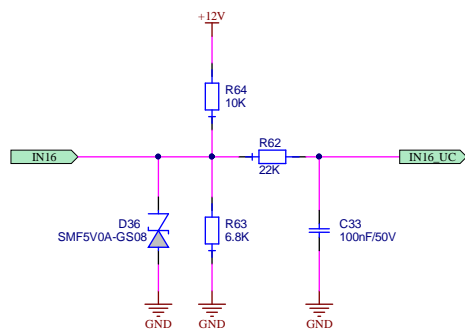 +12V
R64
10K
R62
IN16
IN16_UC
22K
D36
SMF5V0A-GS08
R63
6.8K
C33
100nF/50V
GND
GND
GND